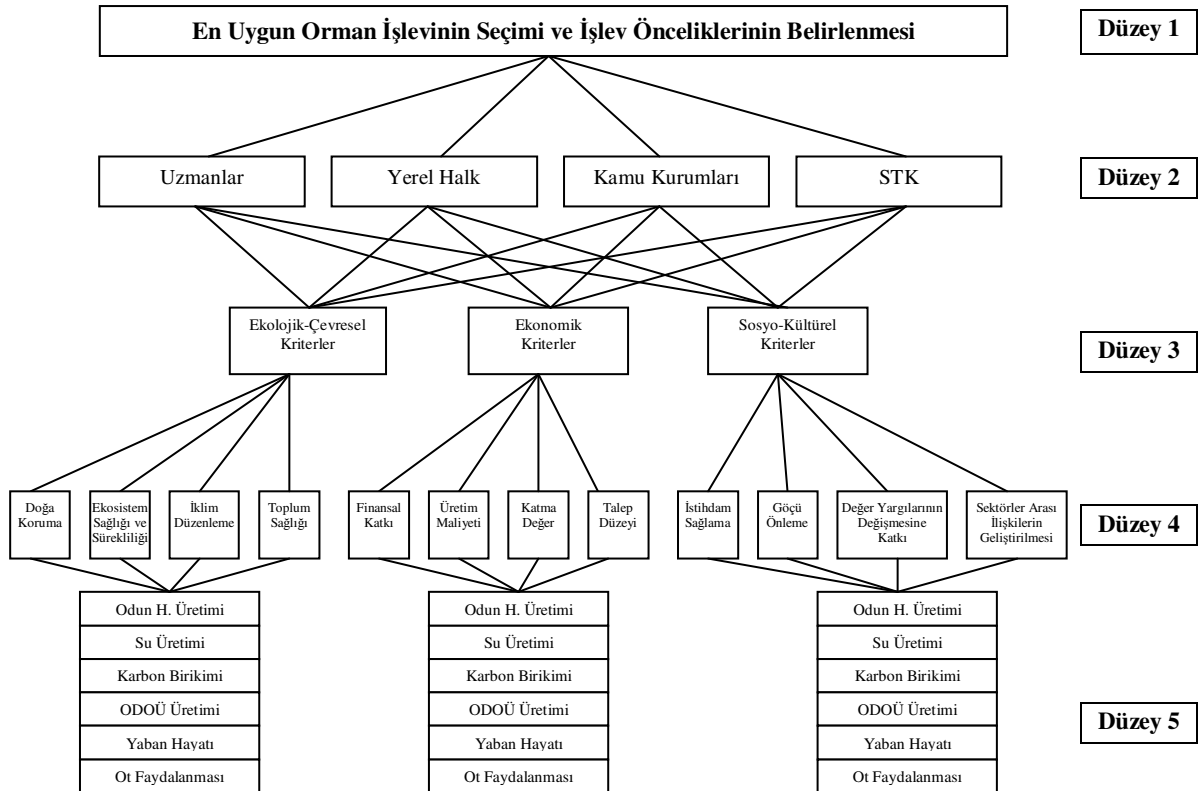 En Uygun Orman İşlevinin Seçimi ve İşlev Önceliklerinin Belirlenmesi
Düzey 1
Uzmanlar
Yerel Halk
Kamu Kurumları
STK
Düzey 2
Ekolojik-Çevresel
Kriterler
Ekonomik
Kriterler
Sosyo-Kültürel
Kriterler
Düzey 3
Doğa
Koruma
Ekosistem
Sağlığı ve
Sürekliliği
İklim
Düzenleme
Toplum
Sağlığı
Finansal
Katkı
Üretim
Maliyeti
Katma
Değer
Talep
Düzeyi
İstihdam
Sağlama
Göçü
Önleme
Değer Yargılarının
Değişmesine
Katkı
Sektörler Arası
İlişkilerin
Geliştirilmesi
Düzey 4
Odun H. Üretimi
Su Üretimi
Karbon Birikimi
ODOÜ Üretimi
Yaban Hayatı
Ot Faydalanması
Odun H. Üretimi
Su Üretimi
Karbon Birikimi
ODOÜ Üretimi
Yaban Hayatı
Ot Faydalanması
Odun H. Üretimi
Su Üretimi
Karbon Birikimi
ODOÜ Üretimi
Yaban Hayatı
Ot Faydalanması
Düzey 5